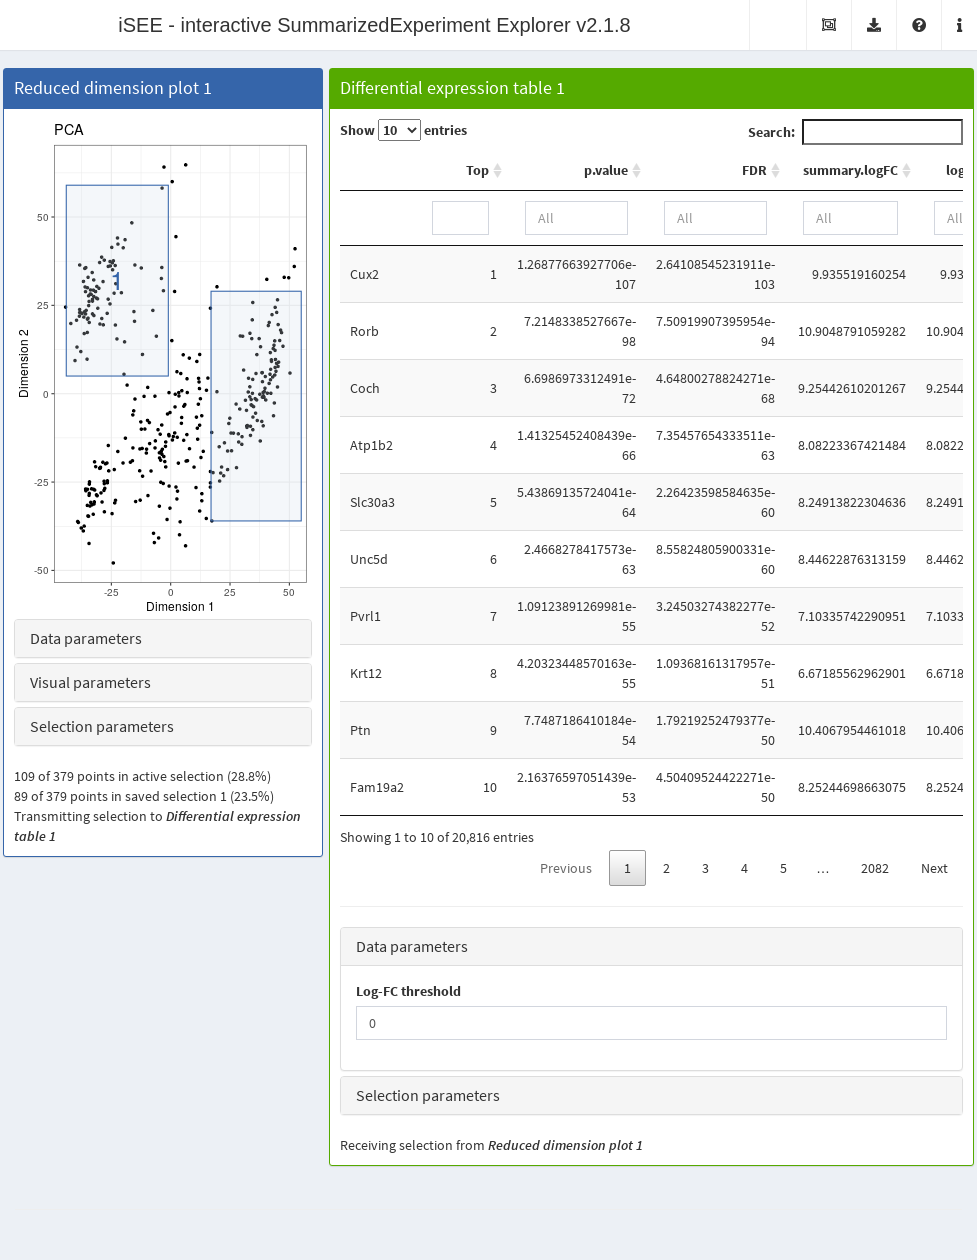 iSEE - interactive SummarizedExperiment Explorer v2.1.8
Reduced dimension plot 1
PCA
1
50
25
0
-25
-50
Dimension 2
-25 0 25 50
Dimension 1
Data parameters
Visual parameters
Selection parameters
109 of 379 points in active selection (28.8%)
89 of 379 points in saved selection 1 (23.5%)
Transmitting selection to Differential expression
table 1
Differential expression table 1
Show 10 entries
Search:
Top p.value FDR summary.logFC log
All All All All
Cux2 1 1.26877663927706e-107 2.64108545231911e-103 9.935519160254 9.93
Rorb 2 7.2148338527667e-98 7.50919907395954e-94 10.9048791059282 10.904
Coch 3 6.6986973312491e-72 4.64800278824271e-68 9.25442610201267 9.2544
Atp1b2 4 1.41325452408439e-66 7.35457654333511e-63 8.08223367421484 8.0822
Slc30a3 5 5.43869135724041e-64 2.26423598584635e-60 8.24913822304636 8.2491
Unc5d 6 2.4668278417573e-63 8.55824805900331e-60 8.44622876313159 8.4462
Pvrl1 7 1.09123891269981e-55 3.24503274382277e-52 7.10335742290951 7.1033
Krt12 8 4.20323448570163e-55 1.09368161317957e-51 6.67185562962901 6.6718
Ptn 9 7.7487186410184e-54 1.79219252479377e-50 10.4067954461018 10.406
Fam19a2 10 2.16376597051439e-53 4.50409524422271e-50 8.25244698663075 8.2524
Showing 1 to 10 of 20,816 entries
Previous 1 2 3 4 5 … 2082 Next
Data parameters
Log-FC threshold
0
Selection parameters
Receiving selection from Reduced dimension plot 1